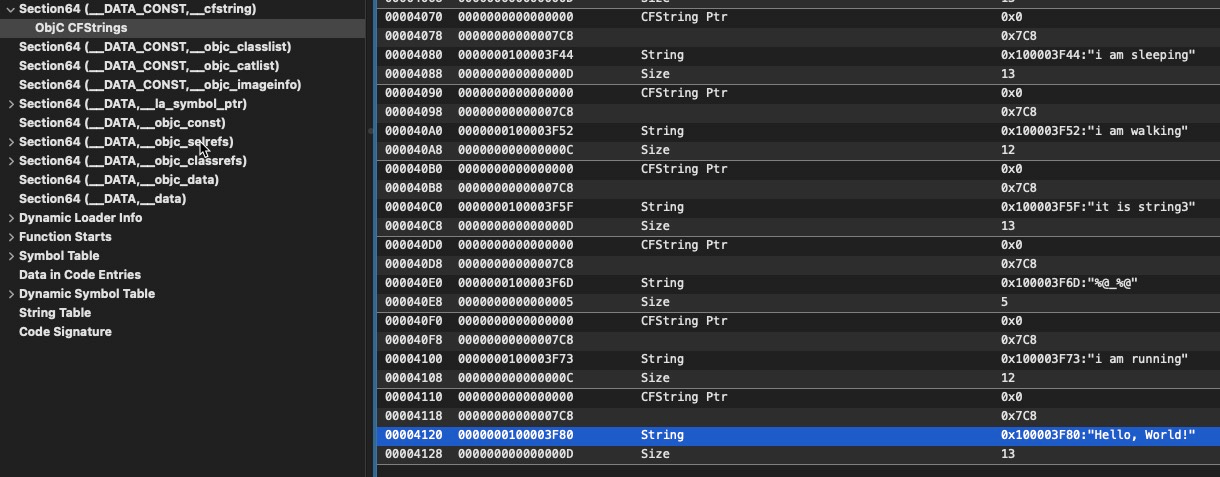 Section64 (__DATA_CONST,__cfstring)
ObjC CFStrings
Section64 (__DATA_CONST,__objc_classlist)
Section64 (__DATA_CONST,__objc_catlist)
Section64 (__DATA_CONST,__objc_imageinfo)
Section64 (__DATA,__la_symbol_ptr)
Section64 (__DATA,__objc_const)
Section64 (__DATA,__objc_selrefs)
Section64 (__DATA,__objc_classrefs)
Section64 (__DATA,__objc_data)
Section64 (__DATA,__data)
Dynamic Loader Info
Function Starts
Symbol Table
Data in Code Entries
Dynamic Symbol Table
String Table
Code Signature
00004070 0000000000000000 CFString Ptr 0x0
00004078 00000000000007C8 0x7C8
00004080 0000000100003F44 String 0x100003F44:"i am sleeping"
00004088 000000000000000D Size 13
00004090 0000000000000000 CFString Ptr 0x0
00004098 00000000000007C8 0x7C8
000040A0 0000000100003F52 String 0x100003F52:"i am walking"
000040A8 000000000000000C Size 12
000040B0 0000000000000000 CFString Ptr 0x0
000040B8 00000000000007C8 0x7C8
000040C0 0000000100003F5F String 0x100003F5F:"it is string3"
000040C8 000000000000000D Size 13
000040D0 0000000000000000 CFString Ptr 0x0
000040D8 00000000000007C8 0x7C8
000040E0 0000000100003F6D String 0x100003F6D:"%@_%@"
000040E8 0000000000000005 Size 5
000040F0 0000000000000000 CFString Ptr 0x0
000040F8 00000000000007C8 0x7C8
00004100 0000000100003F73 String 0x100003F73:"i am running"
00004108 000000000000000C Size 12
00004110 0000000000000000 CFString Ptr 0x0
00004118 00000000000007C8 0x7C8
00004120 0000000100003F80 String 0x100003F80:"Hello, World!"
00004128 000000000000000D Size 13